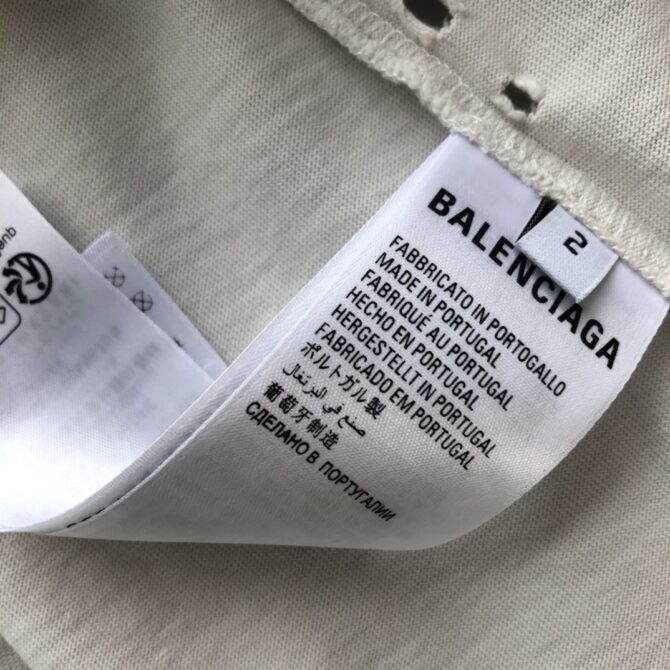 BALENCIAGA
2
FABBRICATO IN PORTOGALLO
MADE IN PORTUGAL
FABRIQUÉ AU PORTUGAL
HECHO EN PORTUGAL
HERGESTELLT IN PORTUGAL
FABRICADO EM PORTUGAL
ポルトガル製
صنع في البرتغال
葡萄牙制造
СДЕЛАНО В ПОРТУГАЛИИ